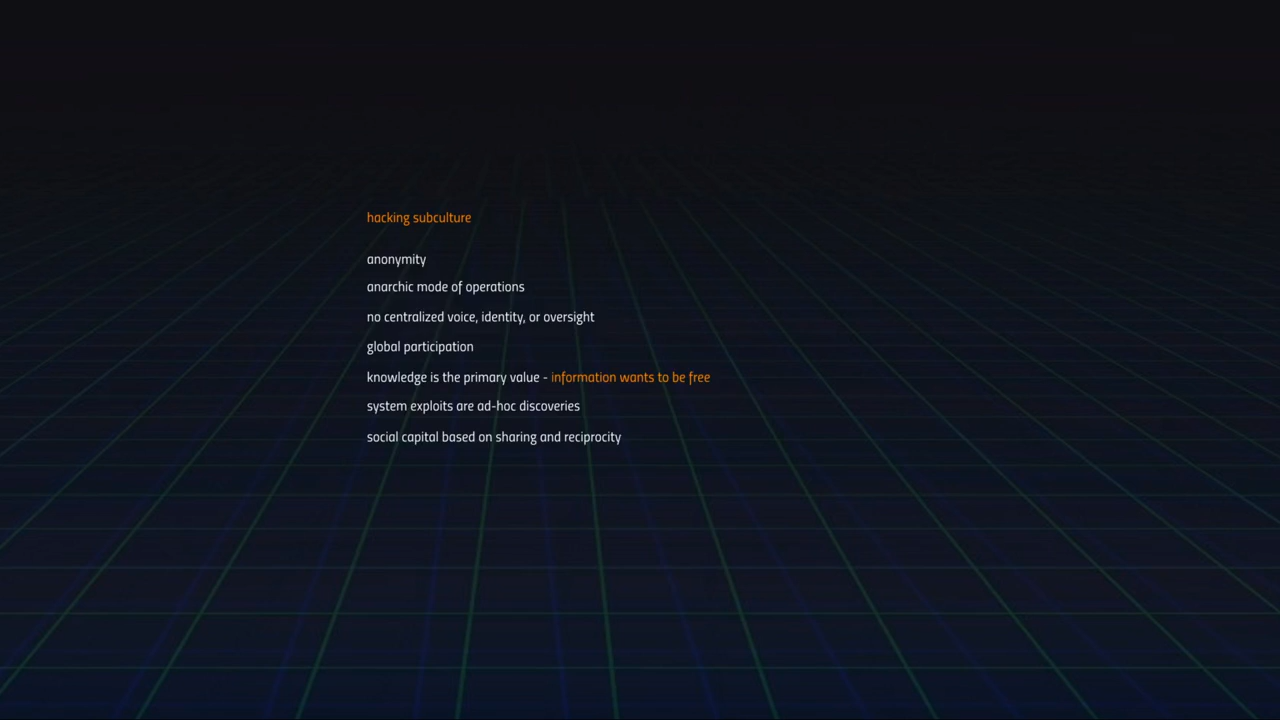 hacking subculture
anonymity
anarchic mode of operations
no centralized voice, identity, or oversight
global participation
knowledge is the primary value - information wants to be free
system exploits are ad-hoc discoveries
social capital based on sharing and reciprocity